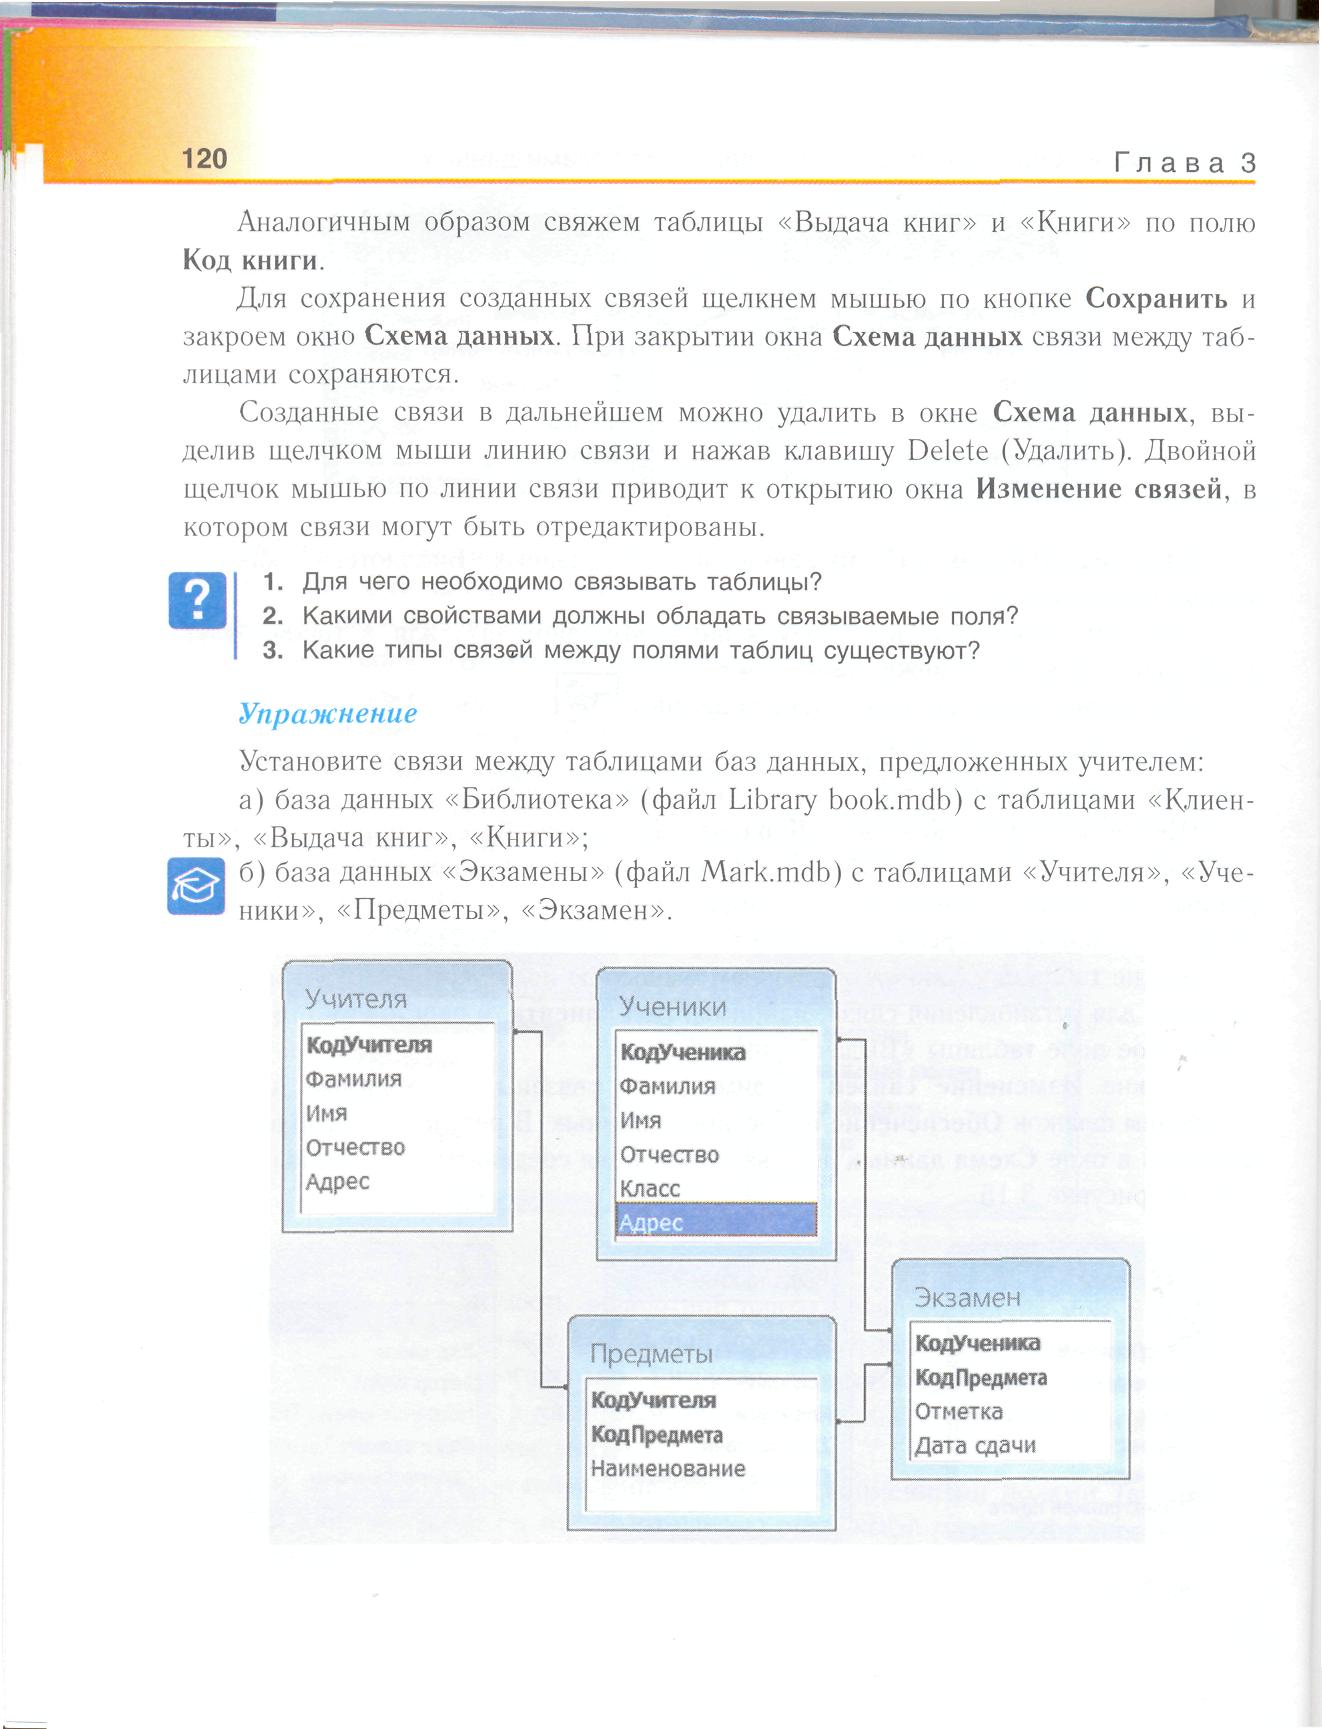 120
Глава 3
Аналогичным образом свяжем таблицы «Выдача книг» и «Книги» по полю
Код книги.
Для сохранения созданных связей щелкнем мышью по кнопке Сохранить и
закроем окно Схема данных. При закрытии окна Схема данных связи между таб-
лицами сохраняются.
Созданные связи в дальнейшем можно удалить в окне Схема данных, вы-
делив щелчком мыши линию связи и нажав клавишу Delete (Удалить). Двойной
щелчок мышью по линии связи приводит к открытию окна Изменение связей, в
котором связи могут быть отредактированы.
?
1. Для чего необходимо связывать таблицы?
2. Какими свойствами должны обладать связываемые поля?
3. Какие типы связей между полями таблиц существуют?
Упражнение
Установите связи между таблицами баз данных, предложенных учителем:
а) база данных «Библиотека» (файл Library book.mdb) с таблицами «Клиен-
ты», «Выдача книг», «Книги»;
б) база данных «Экзамены» (файл Mark.mdb) с таблицами «Учителя», «Уче-
ники», «Предметы», «Экзамен».
Учителя
КодУчителя
Фамилия
Имя
Отчество
Адрес
Ученики
КодУченика
Фамилия
Имя
Отчество
Класс
Адрес
Предметы
КодУчителя
КодПредмета
Наименование
Экзамен
КодУченика
КодПредмета
Отметка
Дата сдачи